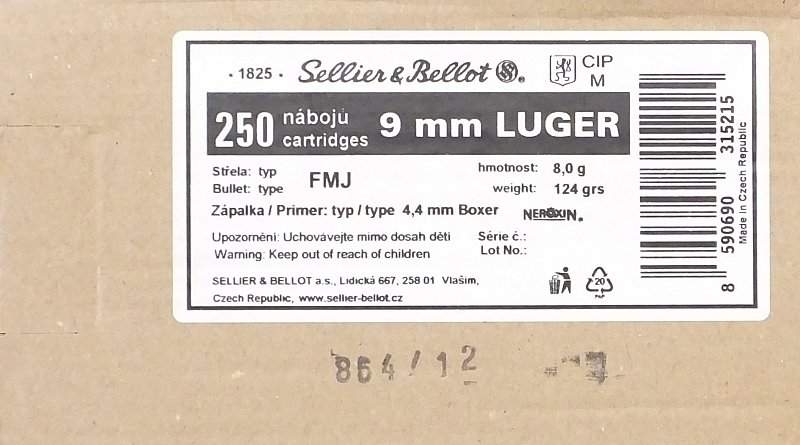 · 1825 · Sellier & Bellot S&B®. CIP
M
250 nábojů
cartridges 9 mm LUGER
Střela: typ FMJ hmotnost: 8,0 g
Bullet: type weight: 124 grs
Zápalka / Primer: typ / type 4,4 mm Boxer NEROXIN®
Upozornění: Uchovávejte mimo dosah dětí Série č.:
Warning: Keep out of reach of children Lot No.:
SELLIER & BELLOT a.s., Lidická 667, 258 01 Vlašim,
Czech Republic, www.sellier-bellot.cz
20
PAP
8 590690 315215
Made in Czech Republic
864/12